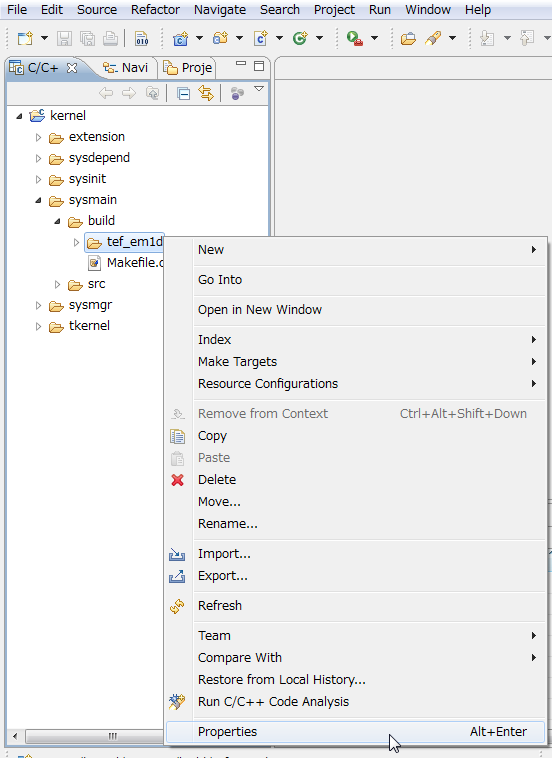 File Edit Source Refactor Navigate Search Project Run Window Help
010
C/C+ Navi Proje
kernel
extension
sysdepend
sysinit
sysmain
build
tef_em1d
Makefile.c
src
sysmgr
tkernel
New
Go Into
Open in New Window
Index
Make Targets
Resource Configurations
Remove from Context Ctrl+Alt+Shift+Down
Copy
Paste
Delete
Move...
Rename...
Import...
Export...
Refresh
Team
Compare With
Restore from Local History...
Run C/C++ Code Analysis
Properties Alt+Enter